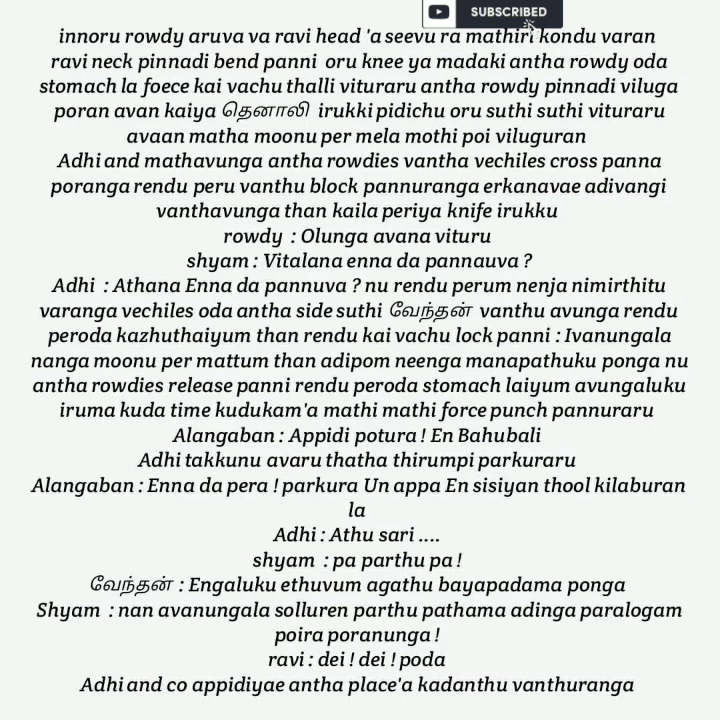 SUBSCRIBED
innoru rowdy aruva va ravi head 'a seevu ra mathiri kondu varan
ravi neck pinnadi bend panni oru knee ya madaki antha rowdy oda
stomach la foece kai vachu thalli vituraru antha rowdy pinnadi viluga
poran avan kaiya தெனாலி irukki pidichu oru suthi suthi vituraru
avaan matha moonu per mela mothi poi viluguran
Adhi and mathavunga antha rowdies vantha vechiles cross panna
poranga rendu peru vanthu block pannuranga erkanavae adivangi
vanthavunga than kaila periya knife irukku
rowdy : Olunga avana vituru
shyam : Vitalana enna da pannauva ?
Adhi : Athana Enna da pannuva ? nu rendu perum nenja nimirthitu
varanga vechiles oda antha side suthi வேந்தன் vanthu avunga rendu
peroda kazhuthaiyum than rendu kai vachu lock panni : Ivanungala
nanga moonu per mattum than adipom neenga manapathuku ponga nu
antha rowdies release panni rendu peroda stomach laiyum avungaluku
iruma kuda time kudukam'a mathi mathi force punch pannuraru
Alangaban : Appidi potura ! En Bahubali
Adhi takkunu avaru thatha thirumpi parkuraru
Alangaban : Enna da pera ! parkura Un appa En sisiyan thool kilaburan
la
Adhi : Athu sari ....
shyam : pa parthu pa !
வேந்தன் : Engaluku ethuvum agathu bayapadama ponga
Shyam : nan avanungala solluren parthu pathama adinga paralogam
poira poranunga !
ravi : dei ! dei ! poda
Adhi and co appidiyae antha place'a kadanthu vanthuranga